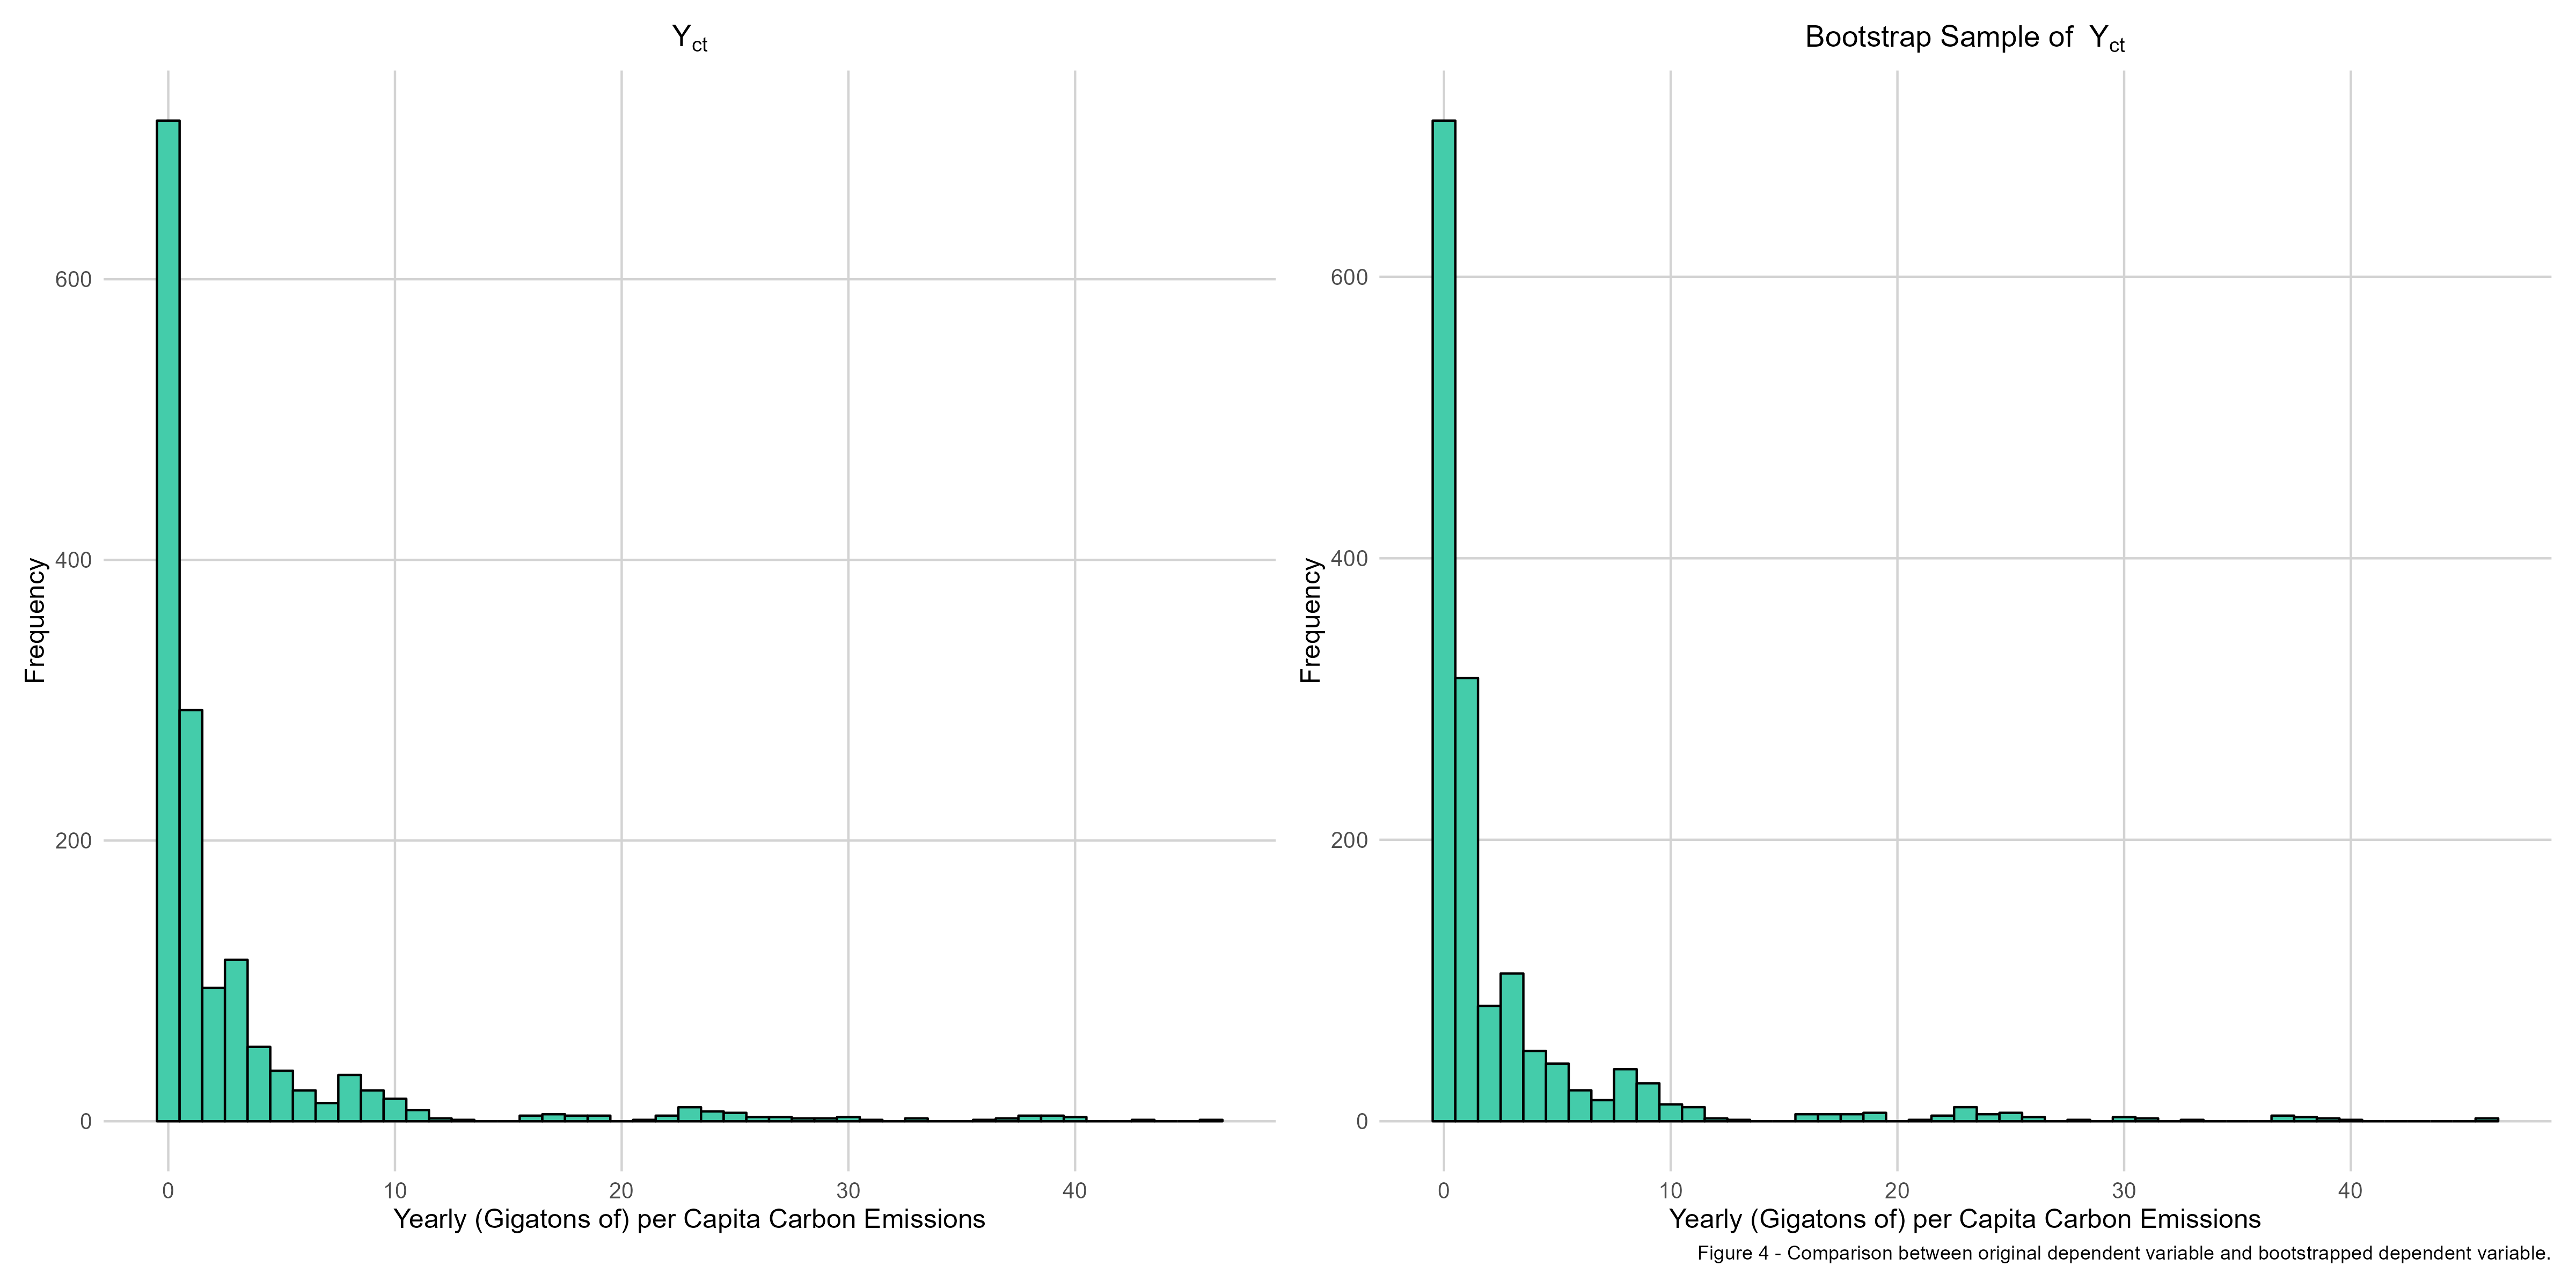 Y_ct
Frequency
600
400
200
0
0 10 20 30 40
Yearly (Gigatons of) per Capita Carbon Emissions
Bootstrap Sample of Y_ct
Frequency
600
400
200
0
0 10 20 30 40
Yearly (Gigatons of) per Capita Carbon Emissions
Figure 4 - Comparison between original dependent variable and bootstrapped dependent variable.